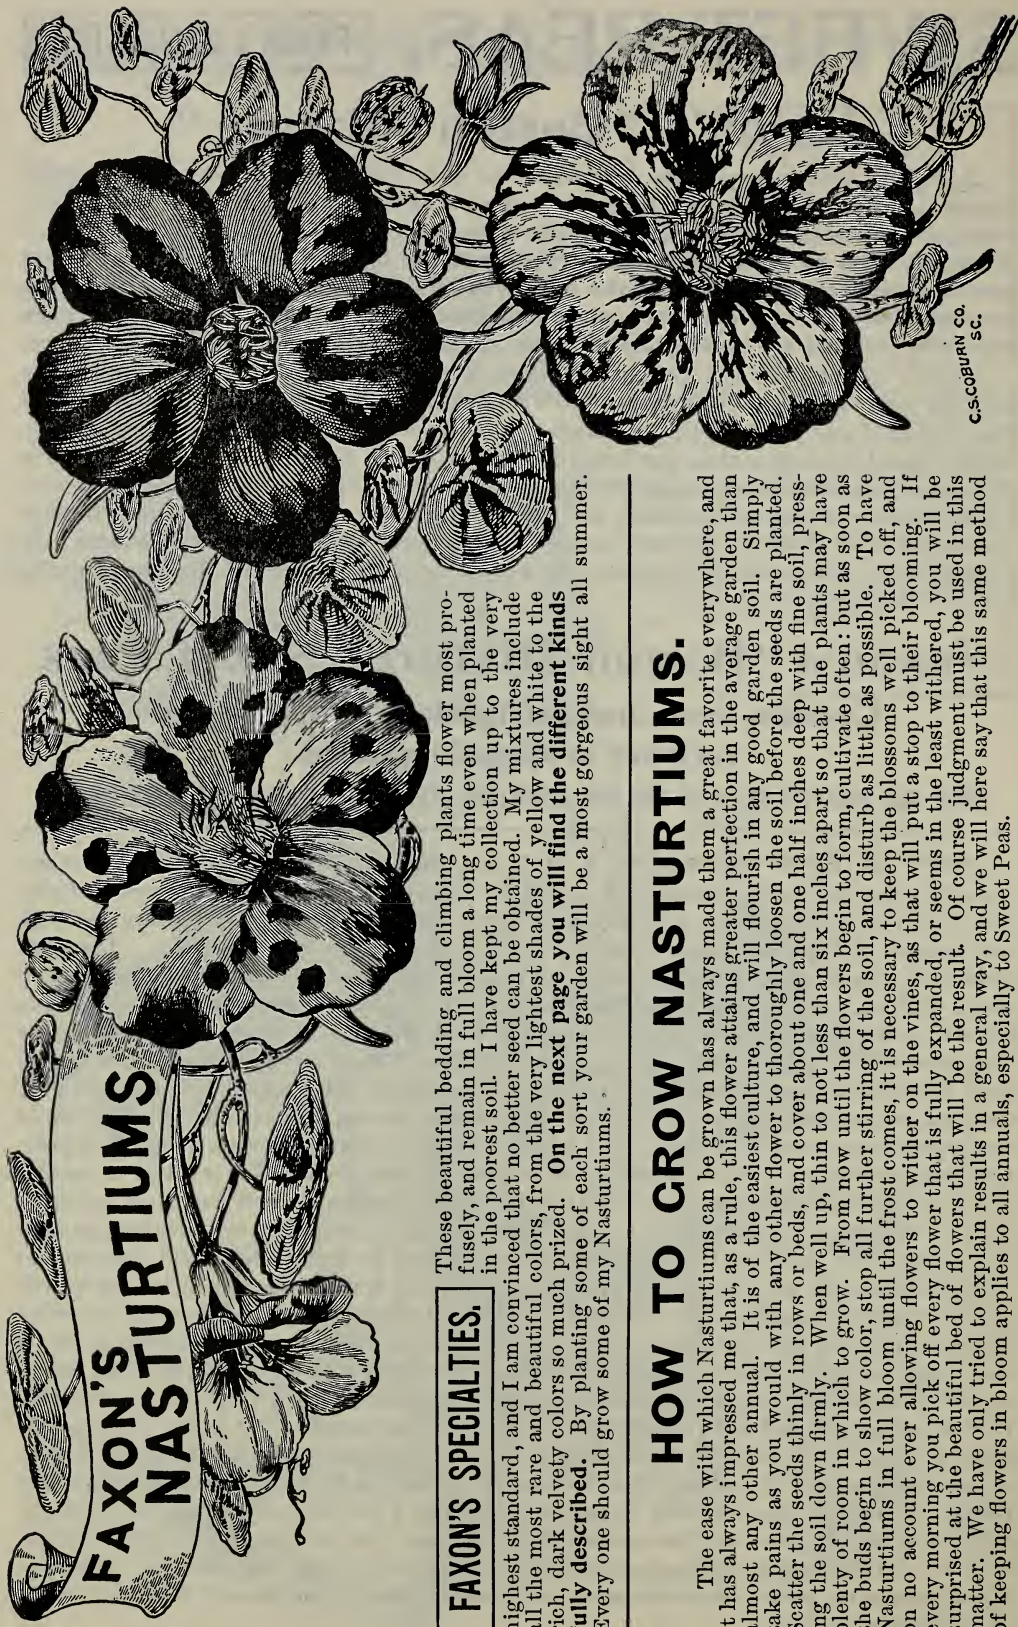 FAXON'S
NASTURTIUMS
C.S.COBURN CO.
SC.
FAXON'S SPECIALTIES.
These beautiful bedding and climbing plants flower most pro-
fusely, and remain in full bloom a long time even when planted
in the poorest soil. I have kept my collection up to the very
highest standard, and I am convinced that no better seed can be obtained. My mixtures include
all the most rare and beautiful colors, from the very lightest shades of yellow and white to the
rich, dark velvety colors so much prized. On the next page you will find the different kinds
fully described. By planting some of each sort your garden will be a most gorgeous sight all summer.
Every one should grow some of my Nasturtiums.
HOW TO GROW NASTURTIUMS.
The ease with which Nasturtiums can be grown has always made them a great favorite everywhere, and
it has always impressed me that, as a rule, this flower attains greater perfection in the average garden than
almost any other annual. It is of the easiest culture, and will flourish in any good garden soil. Simply
take pains as you would with any other flower to thoroughly loosen the soil before the seeds are planted.
Scatter the seeds thinly in rows or beds, and cover about one and one half inches deep with fine soil, press-
ing the soil down firmly. When well up, thin to not less than six inches apart so that the plants may have
plenty of room in which to grow. From now until the flowers begin to form, cultivate often: but as soon as
the buds begin to show color, stop all further stirring of the soil, and disturb as little as possible. To have
Nasturtiums in full bloom until the frost comes, it is necessary to keep the blossoms well picked off, and
on no account ever allowing flowers to wither on the vines, as that will put a stop to their blooming. If
every morning you pick off every flower that is fully expanded, or seems in the least withered, you will be
surprised at the beautiful bed of flowers that will be the result. Of course judgment must be used in this
matter. We have only tried to explain results in a general way, and we will here say that this same method
of keeping flowers in bloom applies to all annuals, especially to Sweet Peas.